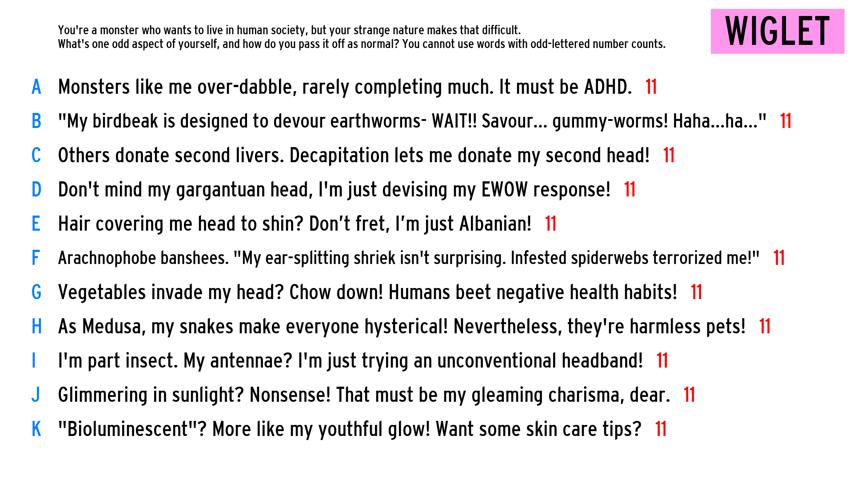 You're a monster who wants to live in human society, but your strange nature makes that difficult.
What's one odd aspect of yourself, and how do you pass it off as normal? You cannot use words with odd-lettered number counts.
WIGLET
A Monsters like me over-dabble, rarely completing much. It must be ADHD. 11
B "My birdbeak is designed to devour earthworms- WAIT!! Savour... gummy-worms! Haha...ha..." 11
C Others donate second livers. Decapitation lets me donate my second head! 11
D Don't mind my gargantuan head, I'm just devising my EWOW response! 11
E Hair covering me head to shin? Don’t fret, I’m just Albanian! 11
F Arachnophobe banshees. "My ear-splitting shriek isn't surprising. Infested spiderwebs terrorized me!" 11
G Vegetables invade my head? Chow down! Humans beet negative health habits! 11
H As Medusa, my snakes make everyone hysterical! Nevertheless, they're harmless pets! 11
I I'm part insect. My antennae? I'm just trying an unconventional headband! 11
J Glimmering in sunlight? Nonsense! That must be my gleaming charisma, dear. 11
K "Bioluminescent"? More like my youthful glow! Want some skin care tips? 11